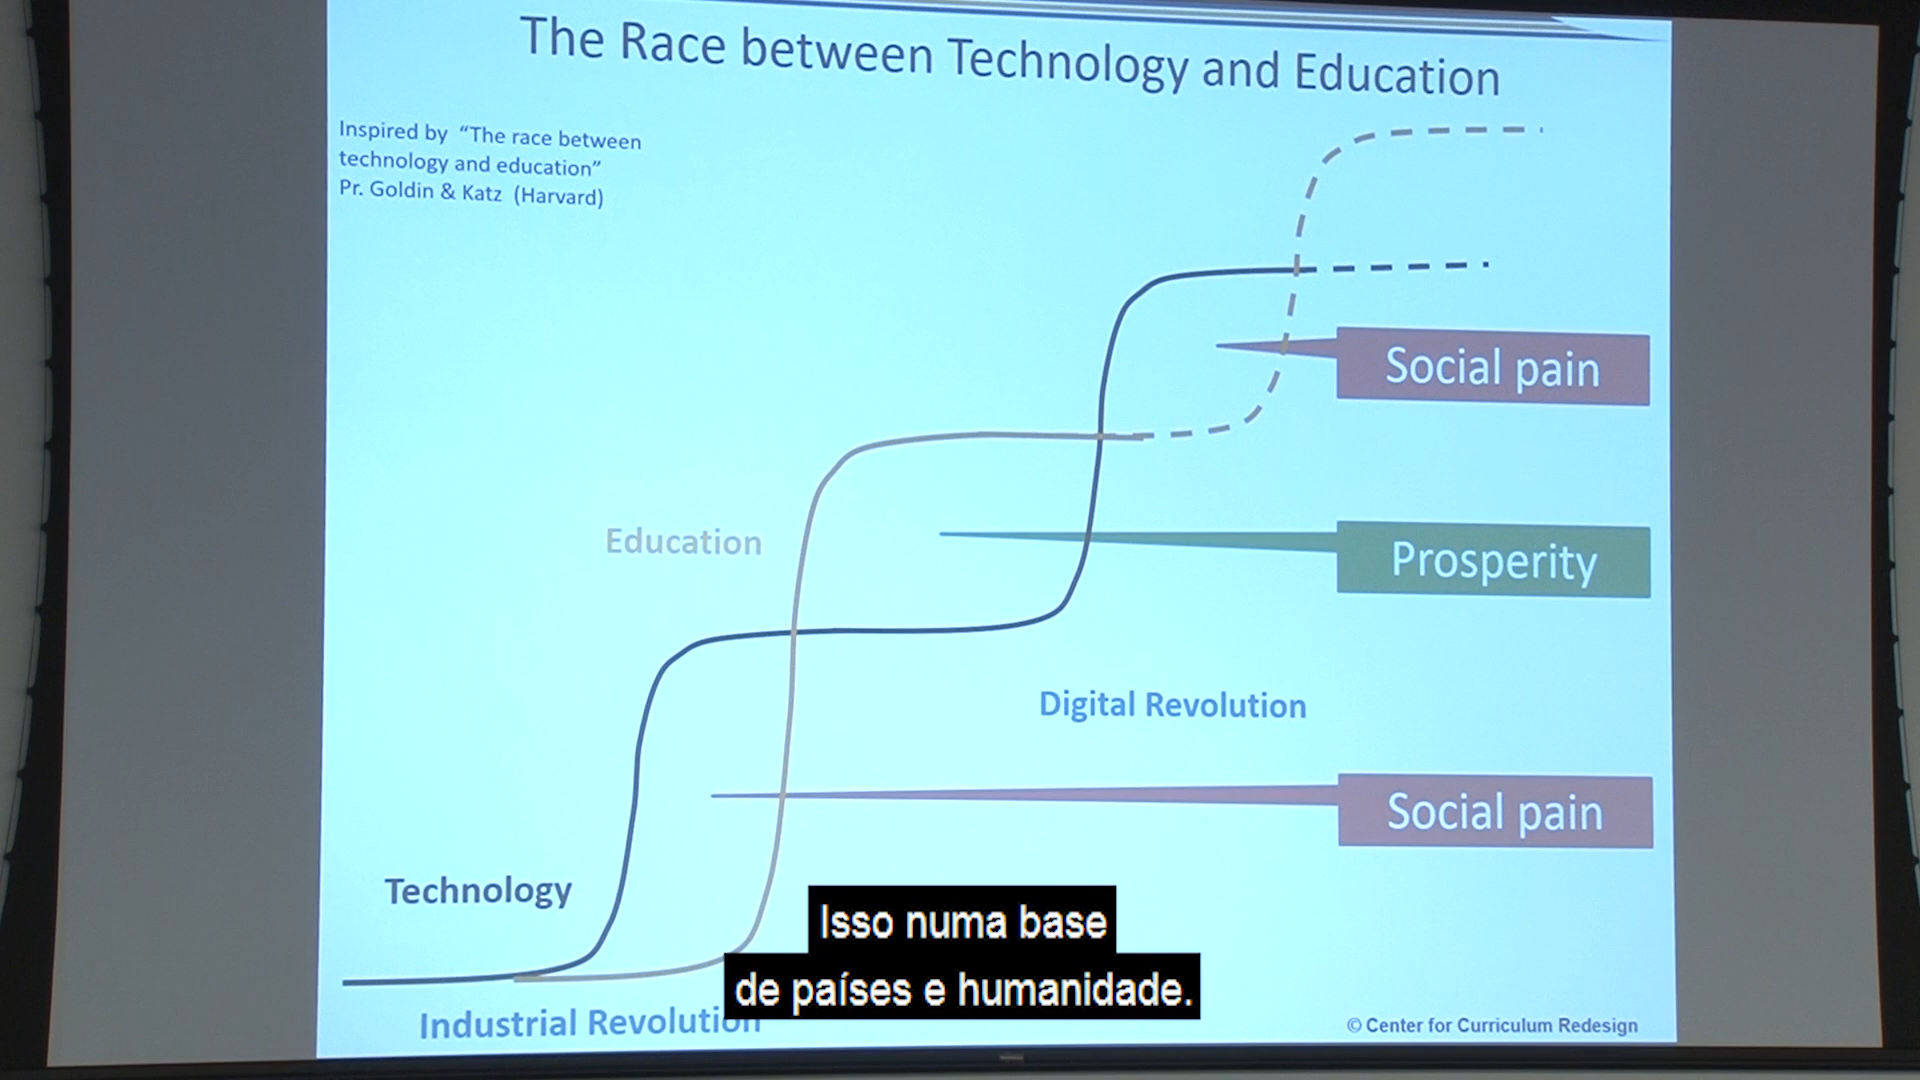 The Race between Technology and Education
Inspired by “The race between
technology and education”
Pr. Goldin & Katz (Harvard)
Social pain
Education
Prosperity
Digital Revolution
Social pain
Technology
Isso numa base
de países e humanidade.
Industrial Revolution
© Center for Curriculum Redesign